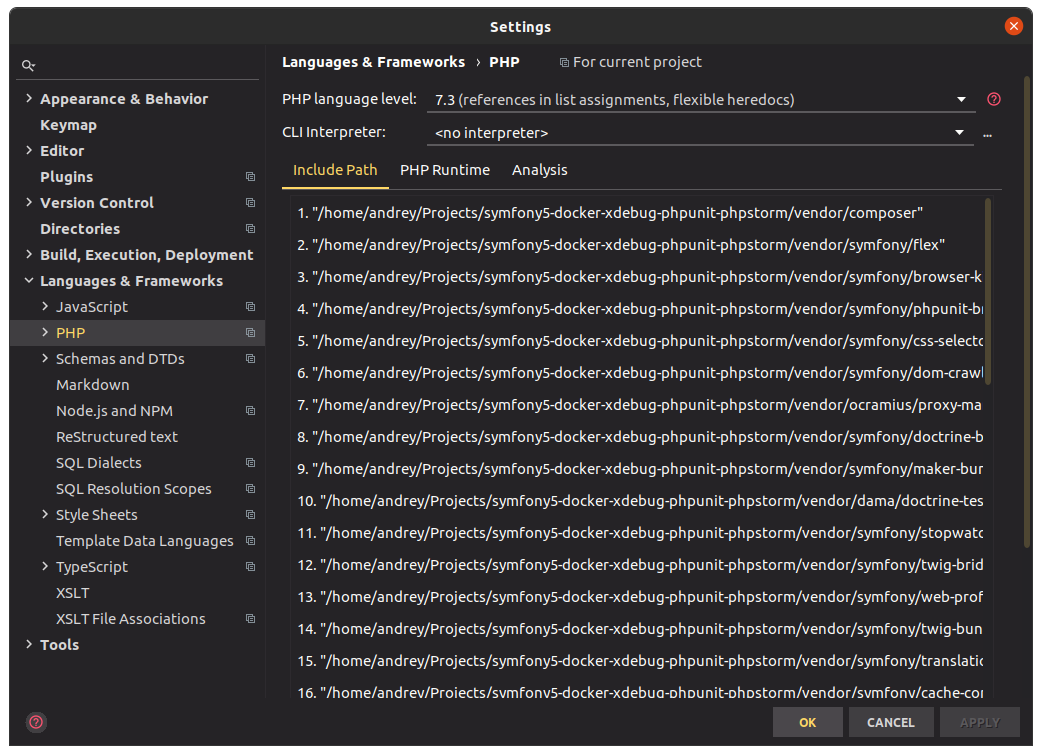 Settings
Languages & Frameworks › PHP For current project
PHP language level: 7.3 (references in list assignments, flexible heredocs)
CLI Interpreter: <no interpreter> ...
Include Path PHP Runtime Analysis
Appearance & Behavior
Keymap
Editor
Plugins
Version Control
Directories
Build, Execution, Deployment
Languages & Frameworks
JavaScript
PHP
Schemas and DTDs
Markdown
Node.js and NPM
ReStructured text
SQL Dialects
SQL Resolution Scopes
Style Sheets
Template Data Languages
TypeScript
XSLT
XSLT File Associations
Tools
1. "/home/andrey/Projects/symfony5-docker-xdebug-phpunit-phpstorm/vendor/composer"
2. "/home/andrey/Projects/symfony5-docker-xdebug-phpunit-phpstorm/vendor/symfony/flex"
3. "/home/andrey/Projects/symfony5-docker-xdebug-phpunit-phpstorm/vendor/symfony/browser-k
4. "/home/andrey/Projects/symfony5-docker-xdebug-phpunit-phpstorm/vendor/symfony/phpunit-br
5. "/home/andrey/Projects/symfony5-docker-xdebug-phpunit-phpstorm/vendor/symfony/css-selecto
6. "/home/andrey/Projects/symfony5-docker-xdebug-phpunit-phpstorm/vendor/symfony/dom-crawl
7. "/home/andrey/Projects/symfony5-docker-xdebug-phpunit-phpstorm/vendor/ocramius/proxy-ma
8. "/home/andrey/Projects/symfony5-docker-xdebug-phpunit-phpstorm/vendor/symfony/doctrine-b
9. "/home/andrey/Projects/symfony5-docker-xdebug-phpunit-phpstorm/vendor/symfony/maker-bun
10. "/home/andrey/Projects/symfony5-docker-xdebug-phpunit-phpstorm/vendor/dama/doctrine-tes
11. "/home/andrey/Projects/symfony5-docker-xdebug-phpunit-phpstorm/vendor/symfony/stopwatc
12. "/home/andrey/Projects/symfony5-docker-xdebug-phpunit-phpstorm/vendor/symfony/twig-brid
13. "/home/andrey/Projects/symfony5-docker-xdebug-phpunit-phpstorm/vendor/symfony/web-prof
14. "/home/andrey/Projects/symfony5-docker-xdebug-phpunit-phpstorm/vendor/symfony/twig-bun
15. "/home/andrey/Projects/symfony5-docker-xdebug-phpunit-phpstorm/vendor/symfony/translatio
16. "/home/andrey/Projects/symfony5-docker-xdebug-phpunit-phpstorm/vendor/symfony/cache-con
OK CANCEL APPLY